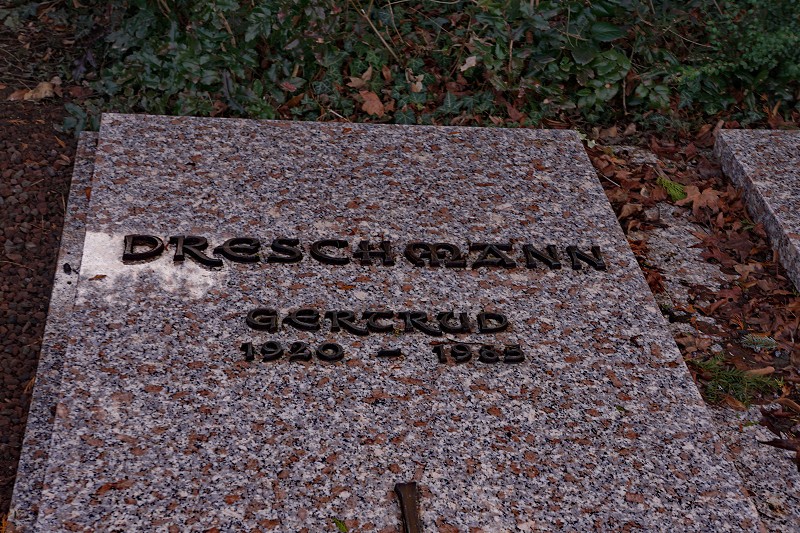 DRESCHMANN
GERTRUD
1920 – 1985